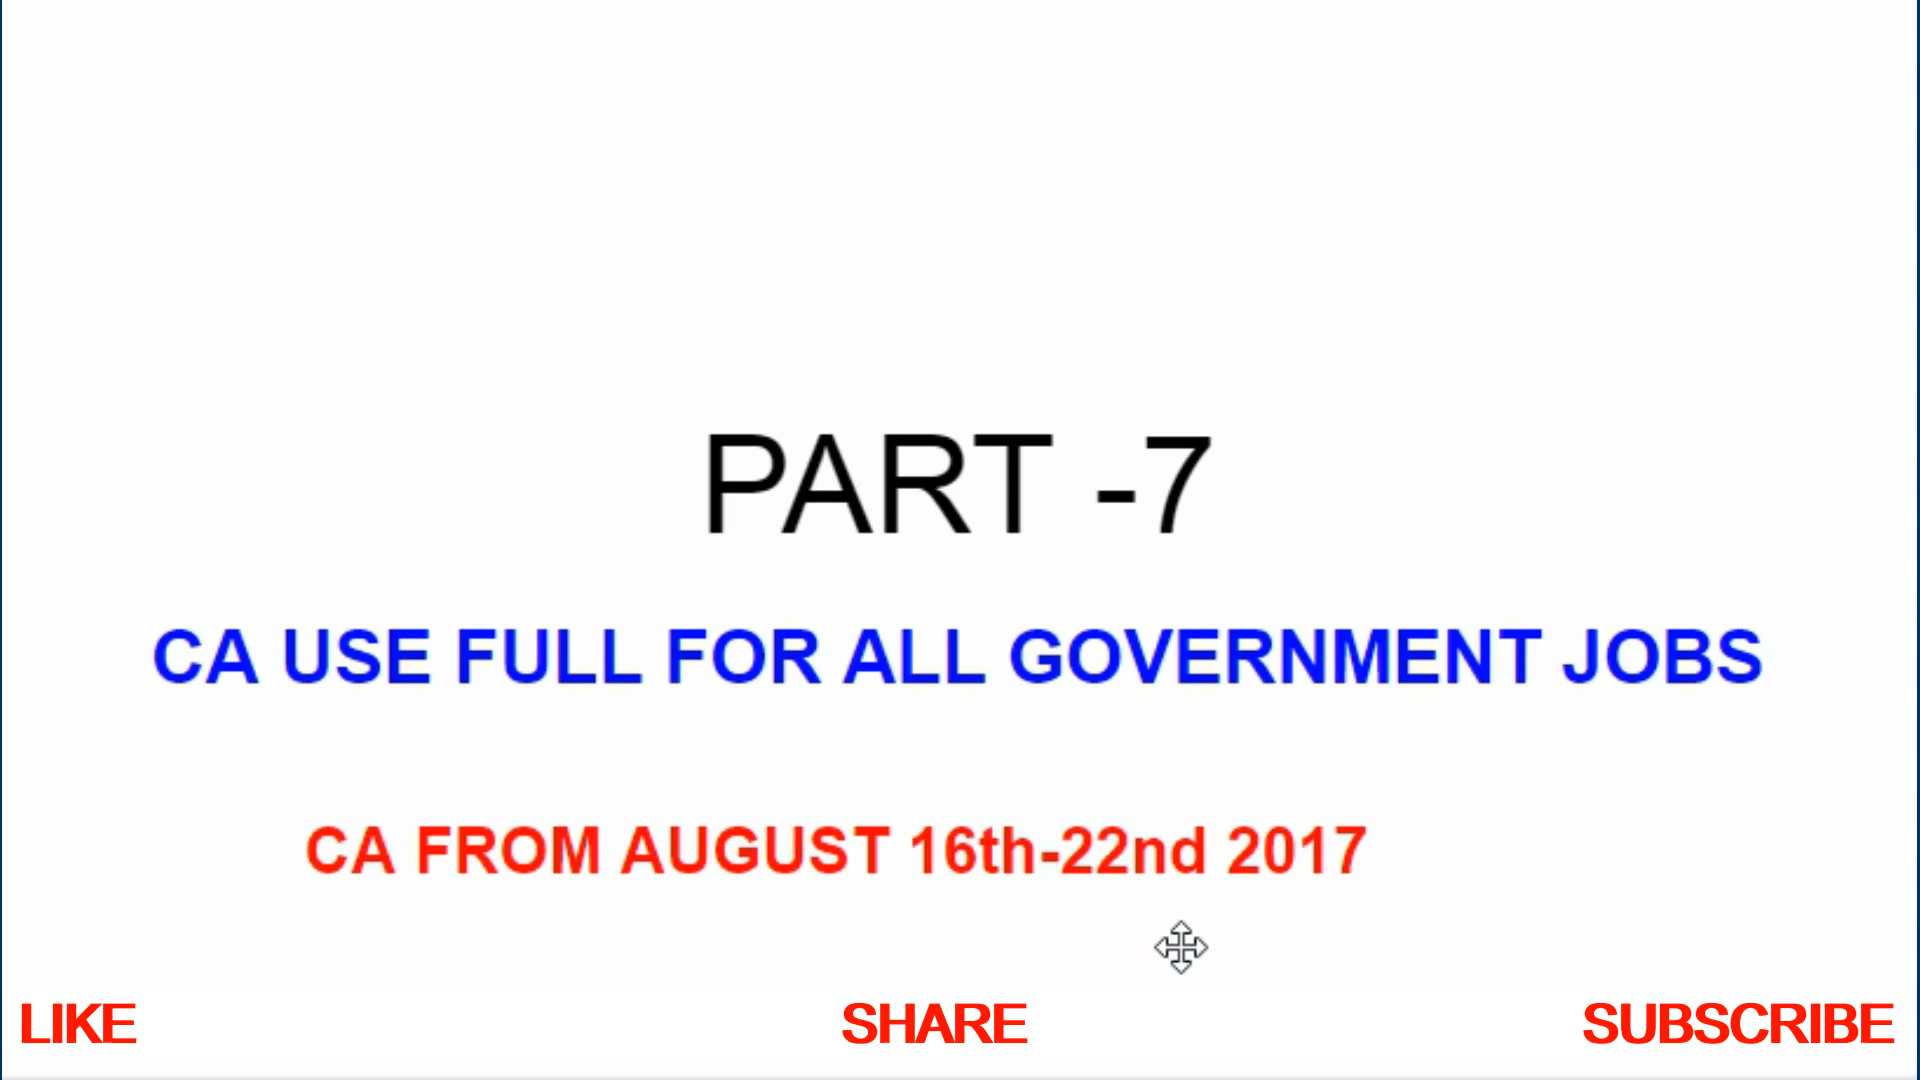 PART -7
CA USE FULL FOR ALL GOVERNMENT JOBS
CA FROM AUGUST 16th-22nd 2017
LIKE SHARE SUBSCRIBE